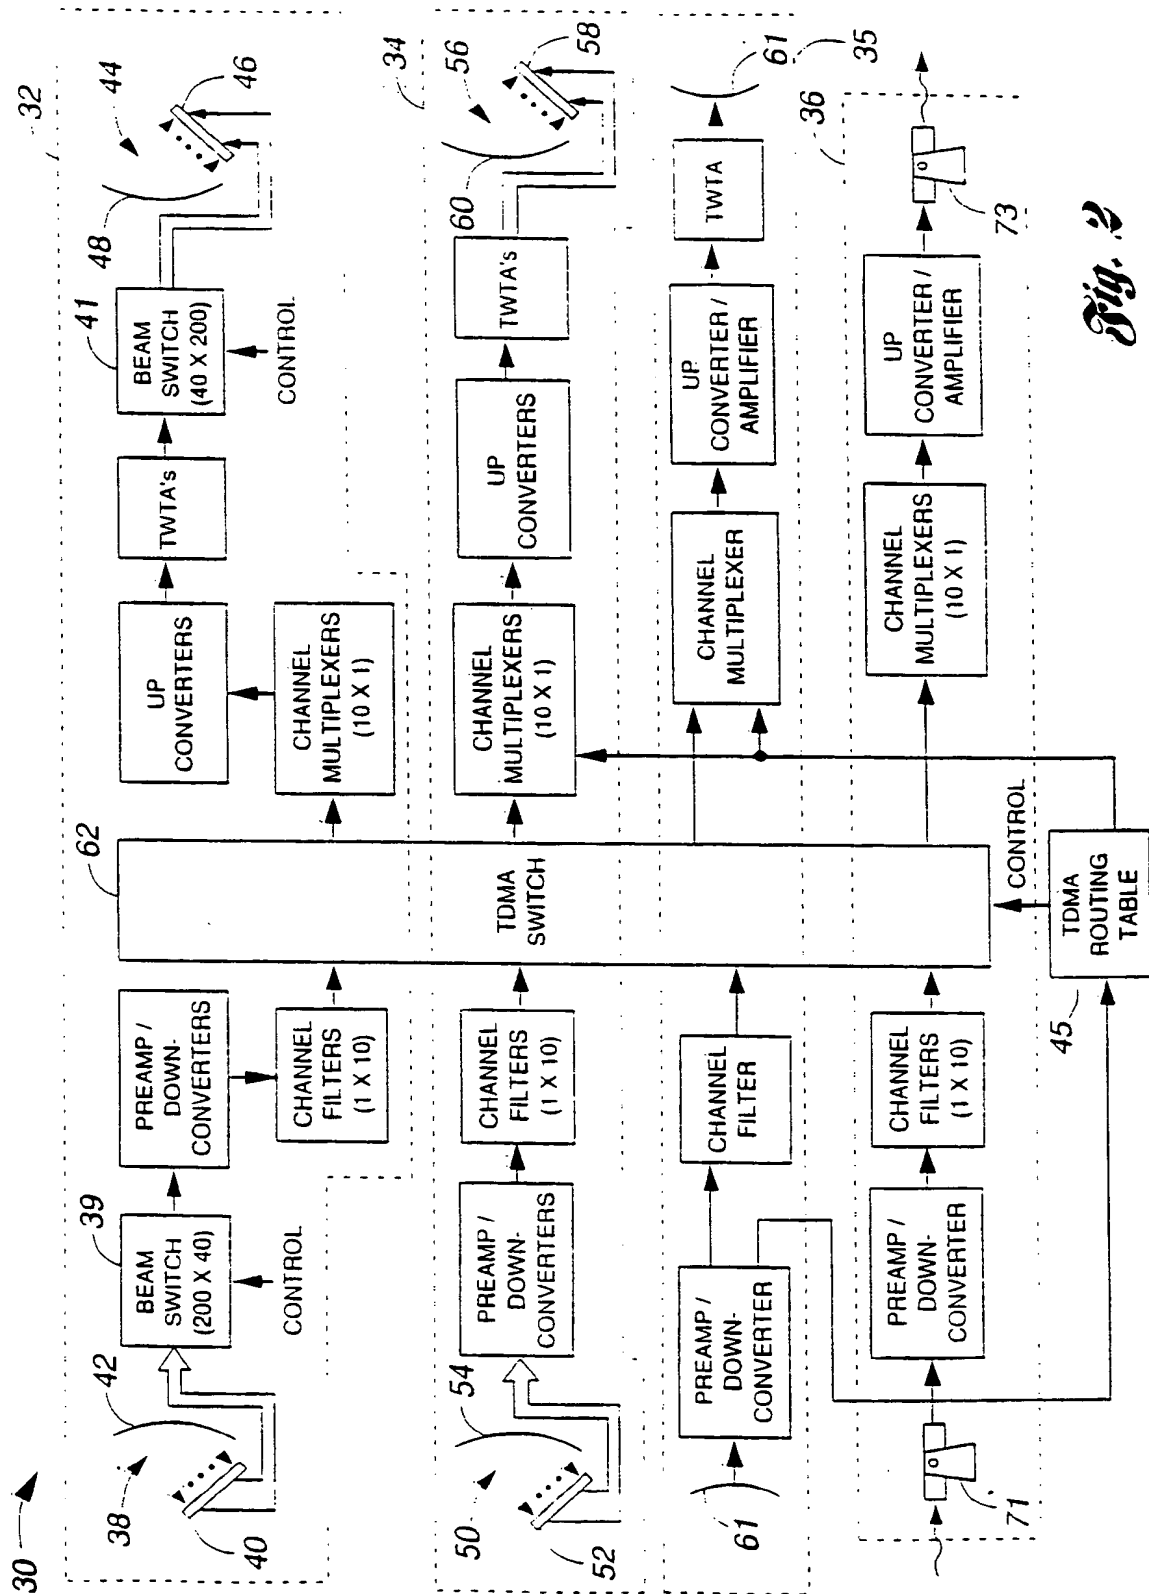 30
32
38
42
39
40
BEAM
SWITCH
(200 X 40)
CONTROL
PREAMP /
DOWN-
CONVERTERS
CHANNEL
FILTERS
(1 X 10)
62
TDMA
SWITCH
CHANNEL
MULTIPLEXERS
(10 X 1)
UP
CONVERTERS
TWTA's
41
BEAM
SWITCH
(40 X 200)
CONTROL
48
44
46
34
50
54
52
PREAMP /
DOWN-
CONVERTERS
CHANNEL
FILTERS
(1 X 10)
CHANNEL
MULTIPLEXERS
(10 X 1)
UP
CONVERTERS
TWTA's
60
56
58
61
PREAMP /
DOWN-
CONVERTER
CHANNEL
FILTER
CHANNEL
MULTIPLEXER
UP
CONVERTER /
AMPLIFIER
TWTA
61
35
36
71
PREAMP /
DOWN-
CONVERTER
CHANNEL
FILTERS
(1 X 10)
CHANNEL
MULTIPLEXERS
(10 X 1)
UP
CONVERTER /
AMPLIFIER
73
45
TDMA
ROUTING
TABLE
CONTROL
Fig. 2